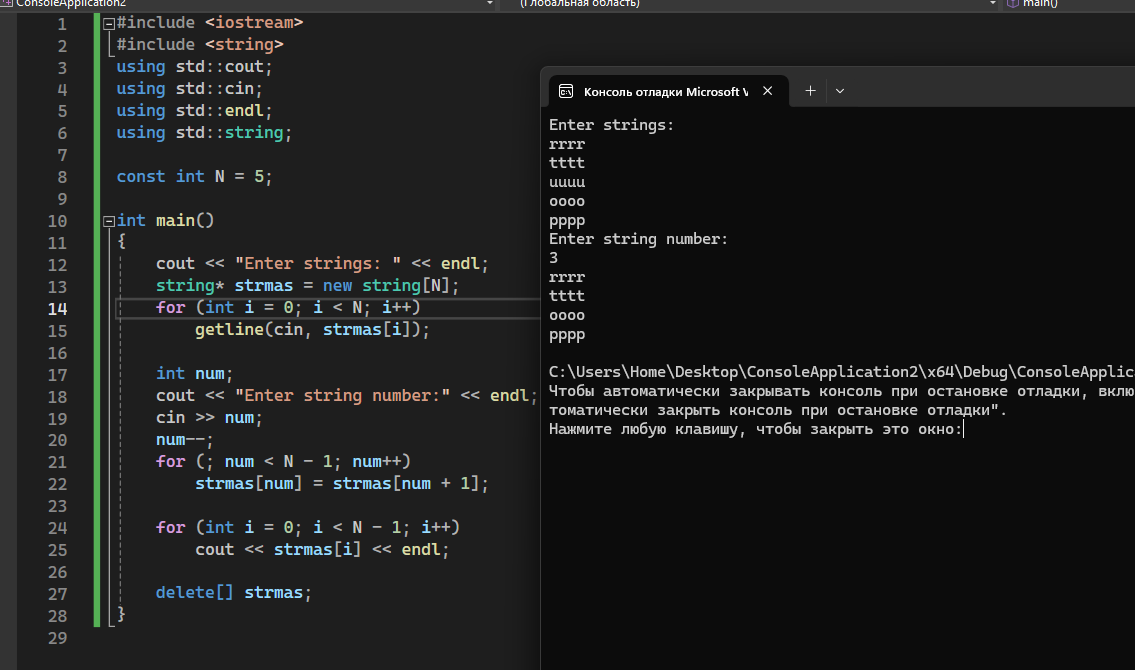 ConsoleApplication2 (Глобальная область) main()
1 #include <iostream>
2 #include <string>
3 using std::cout;
4 using std::cin;
5 using std::endl;
6 using std::string;
7
8 const int N = 5;
9
10 int main()
11 {
12 cout << "Enter strings: " << endl;
13 string* strmas = new string[N];
14 for (int i = 0; i < N; i++)
15 getline(cin, strmas[i]);
16
17 int num;
18 cout << "Enter string number:" << endl;
19 cin >> num;
20 num--;
21 for (; num < N - 1; num++)
22 strmas[num] = strmas[num + 1];
23
24 for (int i = 0; i < N - 1; i++)
25 cout << strmas[i] << endl;
26
27 delete[] strmas;
28 }
29
Консоль отладки Microsoft V
Enter strings:
rrrr
tttt
uuuu
oooo
pppp
Enter string number:
3
rrrr
tttt
oooo
pppp
C:\Users\Home\Desktop\ConsoleApplication2\x64\Debug\ConsoleApplica
Чтобы автоматически закрывать консоль при остановке отладки, вклю
томатически закрыть консоль при остановке отладки".
Нажмите любую клавишу, чтобы закрыть это окно: